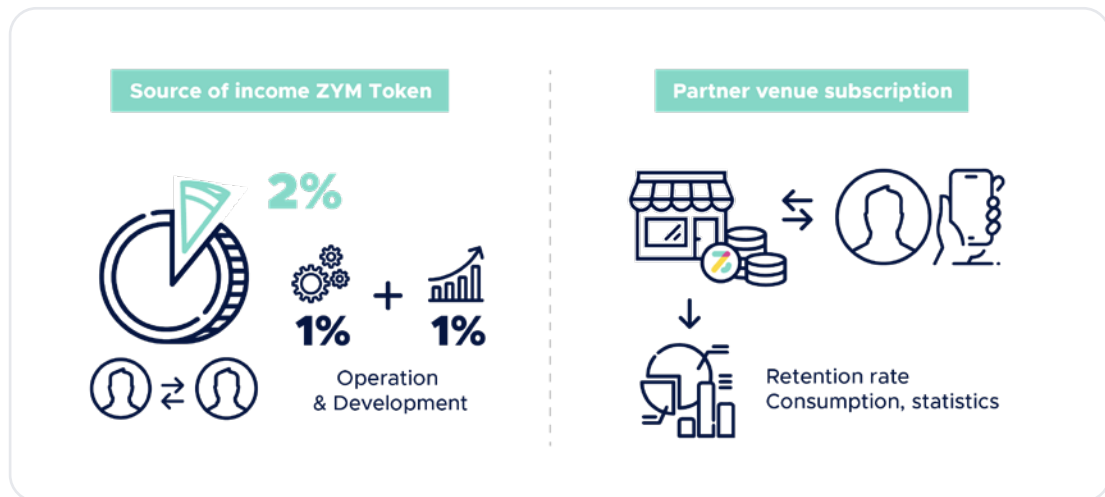 Source of income ZYM Token
2%
1% + 1%
Operation
& Development
Partner venue subscription
Retention rate
Consumption, statistics